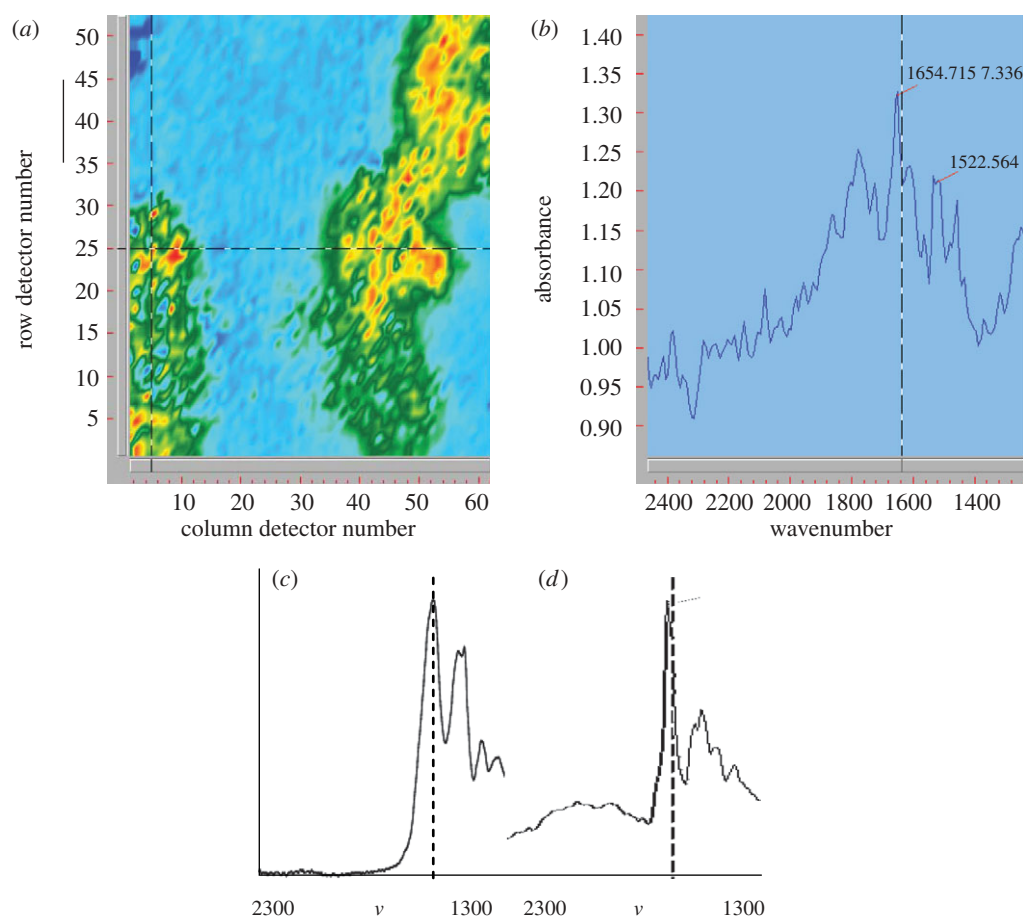 (a)
(b)
50
45
40
35
30
25
20
15
10
5
row detector number
10 20 30 40 50 60
column detector number
1.40
1.35
1.30
1.25
1.20
1.15
1.10
1.05
1.00
0.95
0.90
absorbance
1654.715 7.336
1522.564
2400 2200 2000 1800 1600 1400
wavenumber
(c)
(d)
2300 v 1300
2300 v 1300